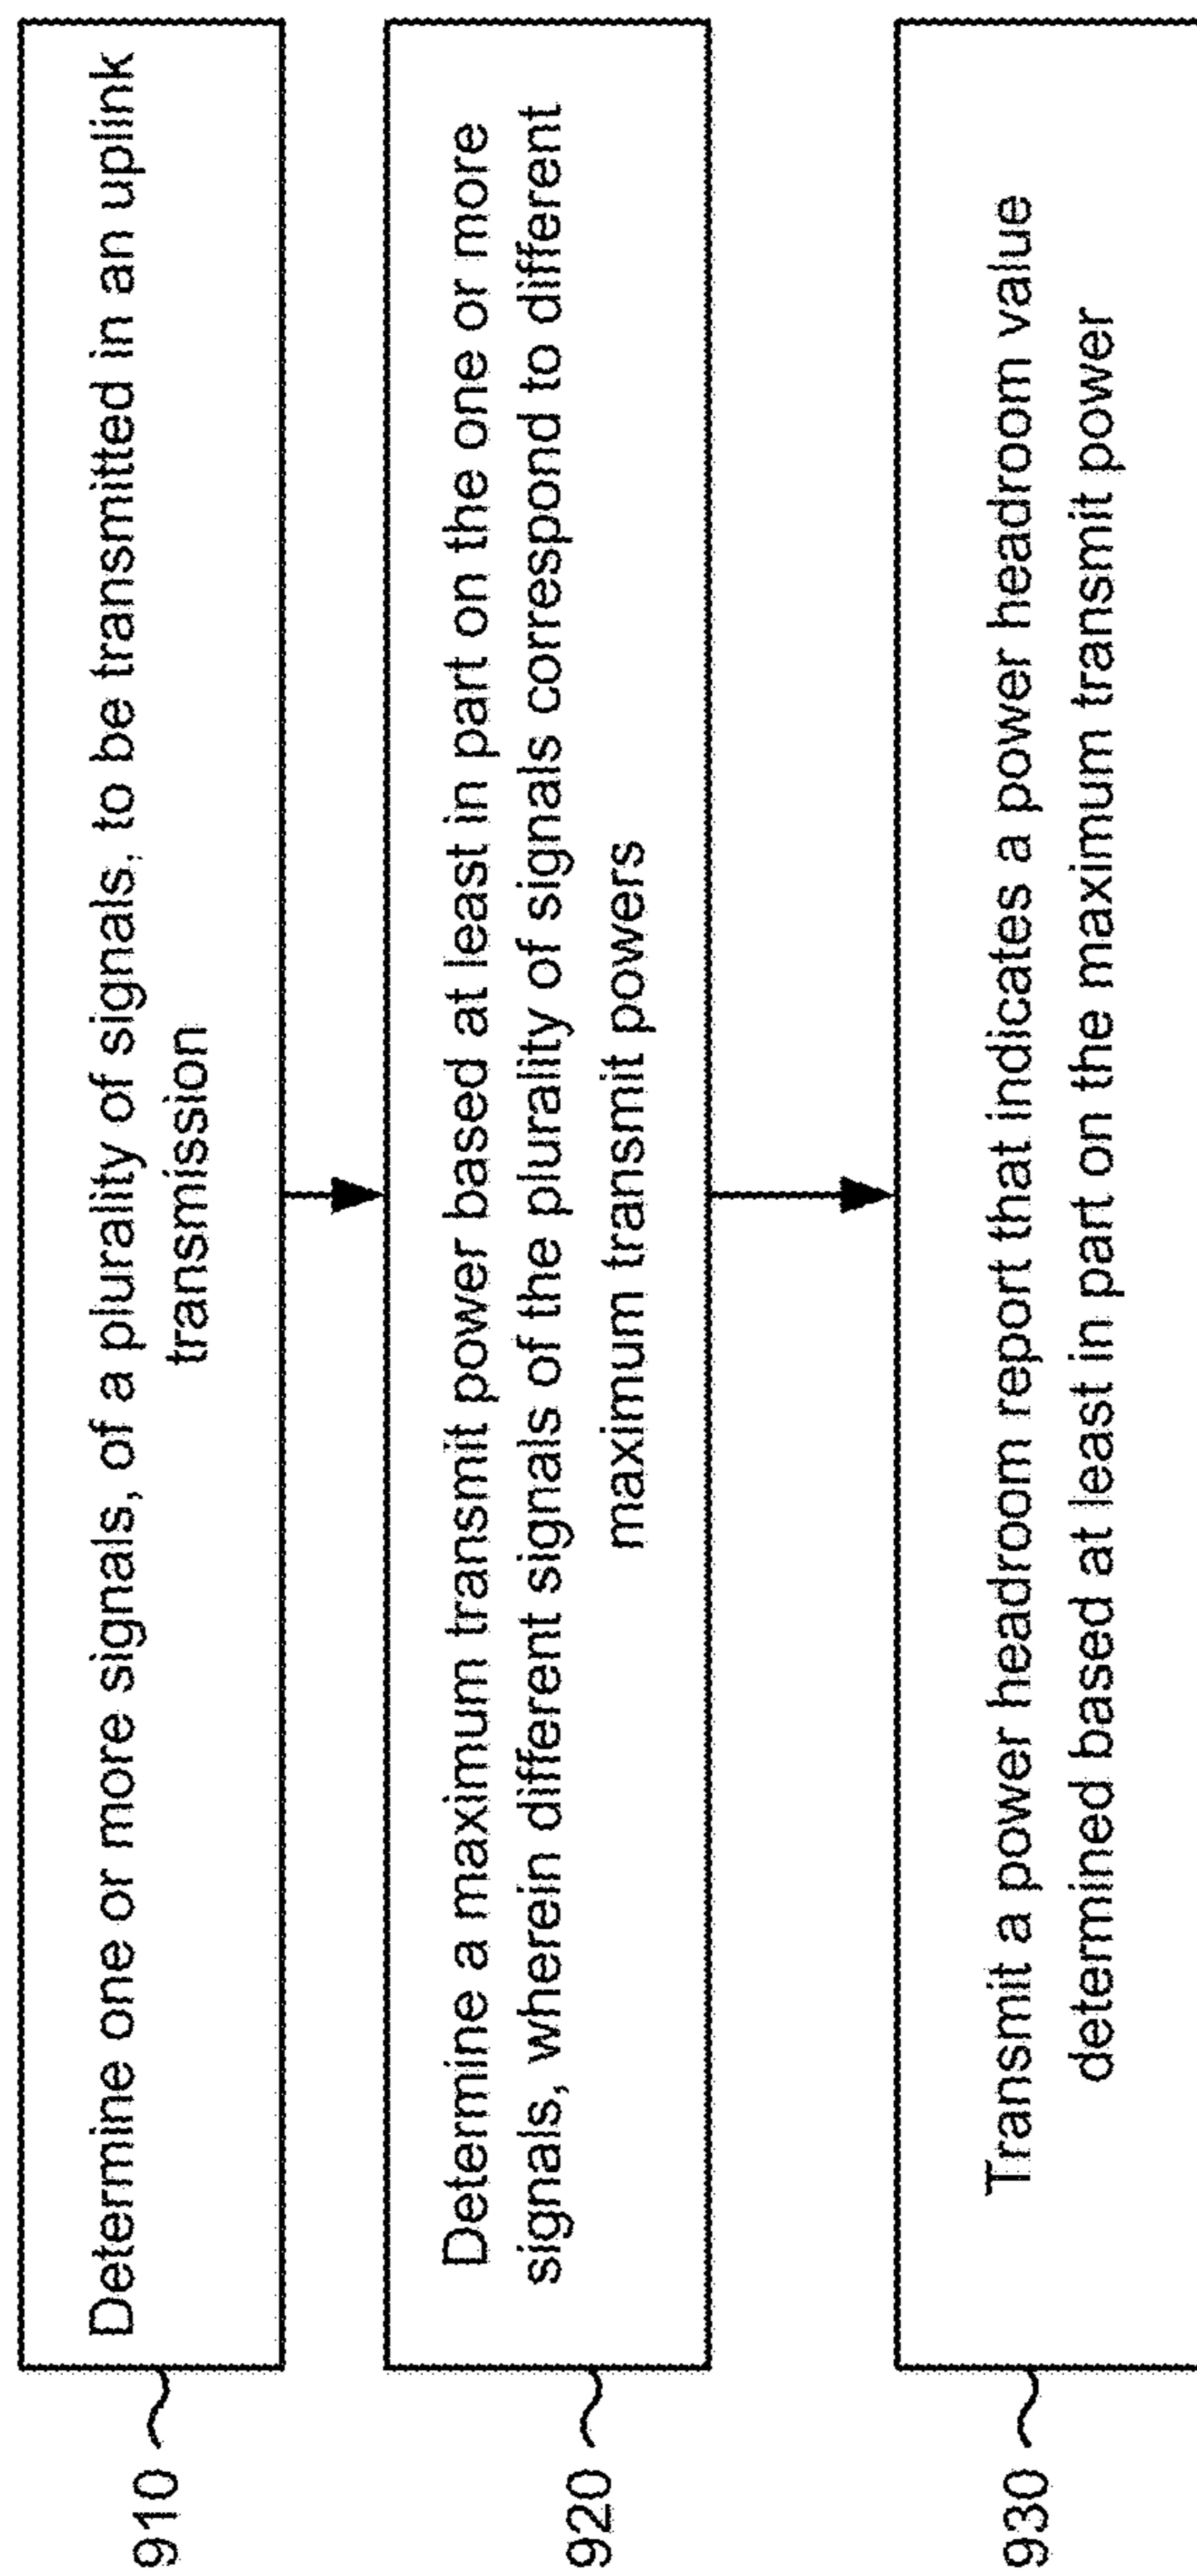 910
Determine one or more signals, of a plurality of signals, to be transmitted in an uplink
transmission
920
Determine a maximum transmit power based at least in part on the one or more
signals, wherein different signals of the plurality of signals correspond to different
maximum transmit powers
930
Transmit a power headroom report that indicates a power headroom value
determined based at least in part on the maximum transmit power